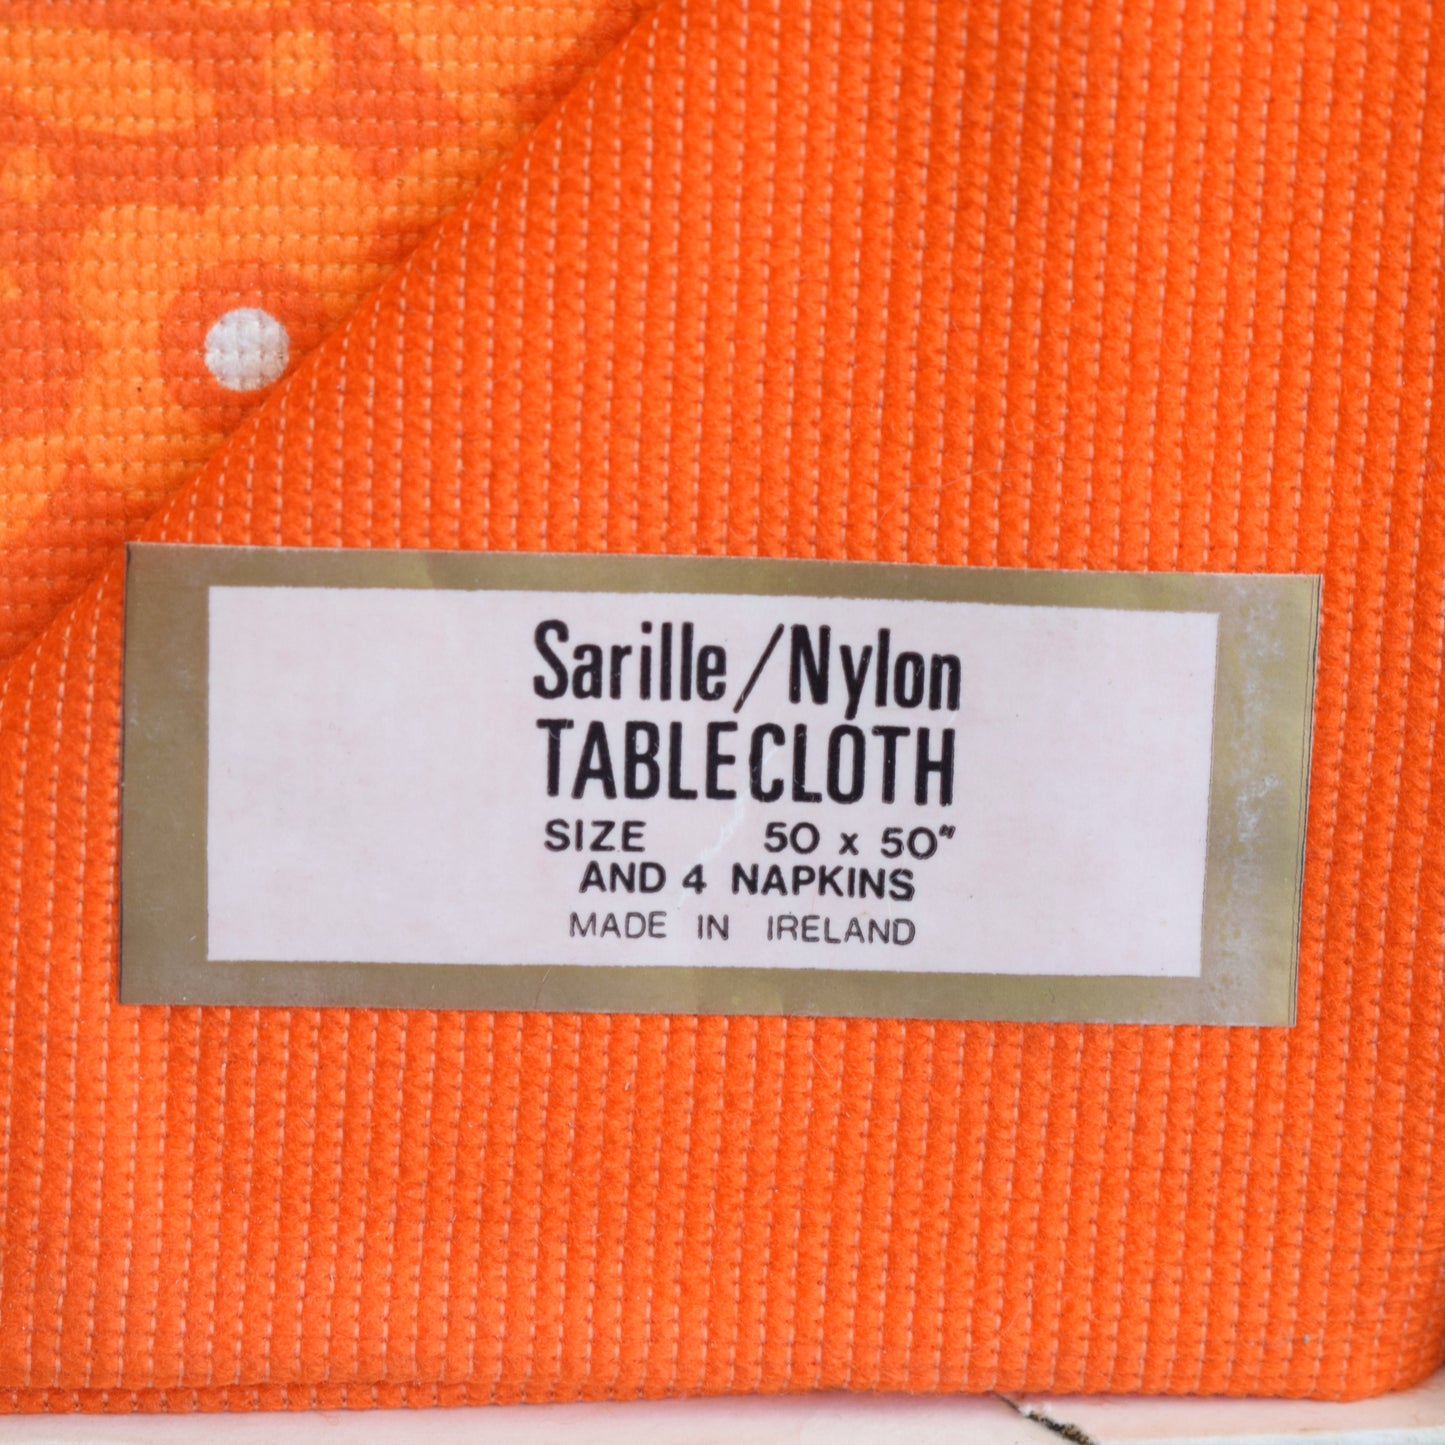 Sarille/Nylon
TABLECLOTH
SIZE 50 x 50"
AND 4 NAPKINS
MADE IN IRELAND